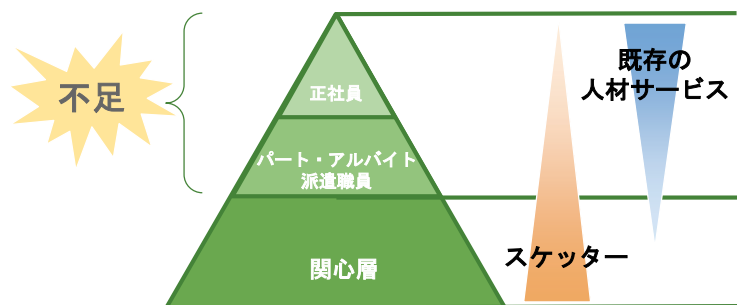 不足
正社員
パート・アルバイト
派遣職員
関心層
既存の
人材サービス
スケッター